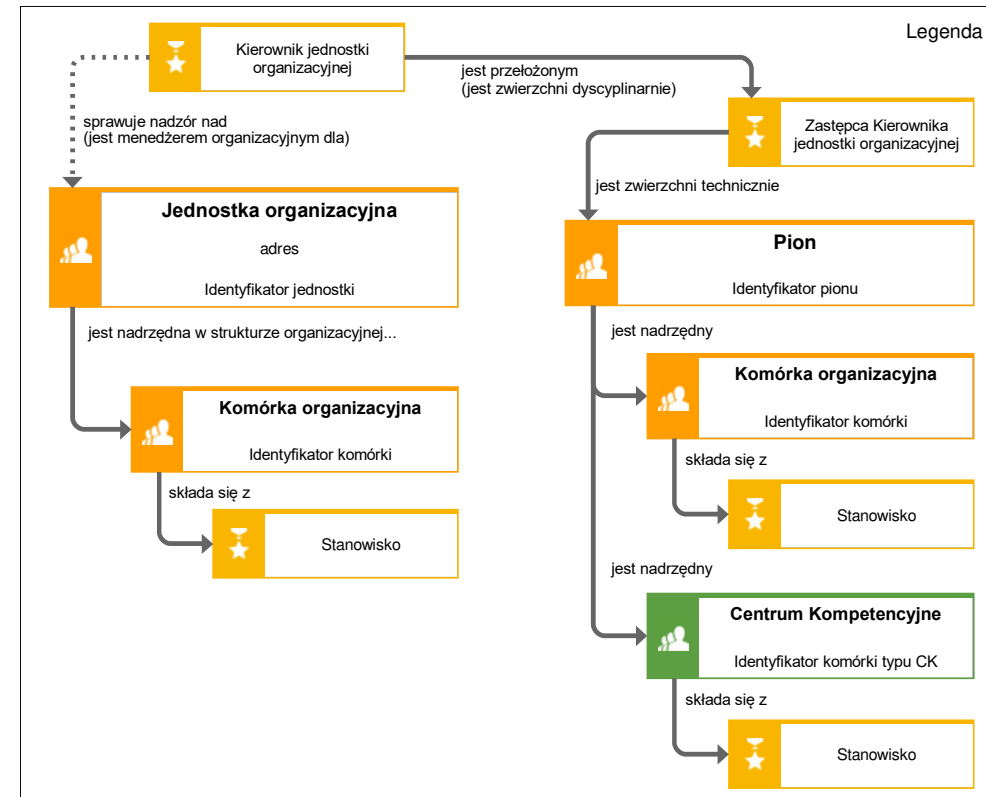 Legenda
Kierownik jednostki
organizacyjnej
jest przełożonym
(jest zwierzchni dyscyplinarnie)
sprawuje nadzór nad
(jest menedżerem organizacyjnym dla)
Zastępca Kierownika
jednostki organizacyjnej
jest zwierzchni technicznie
Jednostka organizacyjna
adres
Identyfikator jednostki
jest nadrzędna w strukturze organizacyjnej...
Komórka organizacyjna
Identyfikator komórki
składa się z
Stanowisko
Pion
Identyfikator pionu
jest nadrzędny
Komórka organizacyjna
Identyfikator komórki
składa się z
Stanowisko
jest nadrzędny
Centrum Kompetencyjne
Identyfikator komórki typu CK
składa się z
Stanowisko